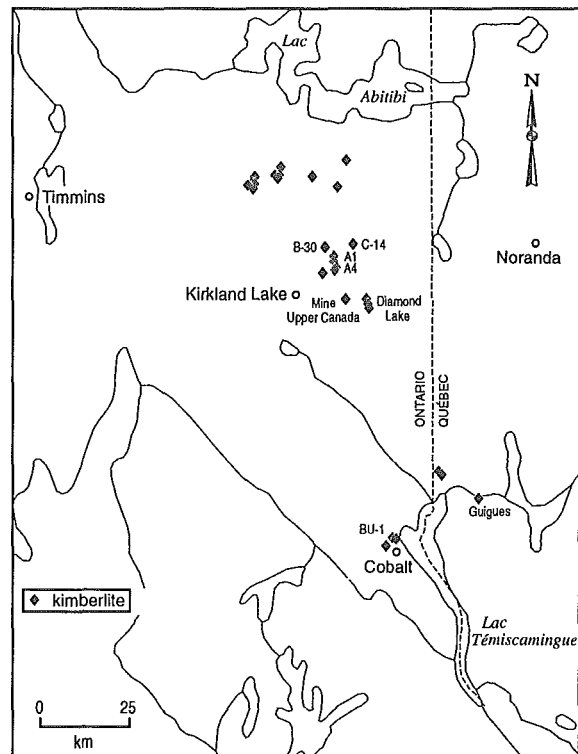 Lac
Abitibi
N
Timmins
B-30
C-14
A1
A4
Noranda
Kirkland Lake
Mine
Upper Canada
Diamond
Lake
ONTARIO
QUÉBEC
Guigues
BU-1
Cobalt
kimberlite
Lac
Témiscamingue
0 25
km